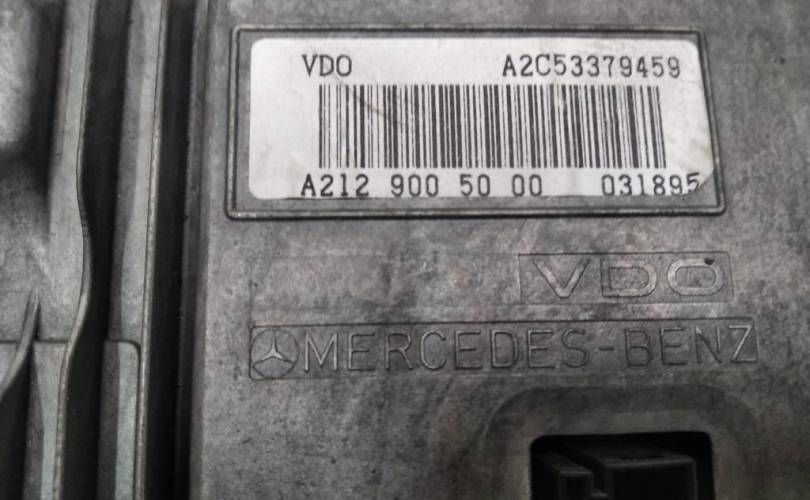 VDO A2C53379459
A212 900 50 00 031895
VDO
MERCEDES-BENZ